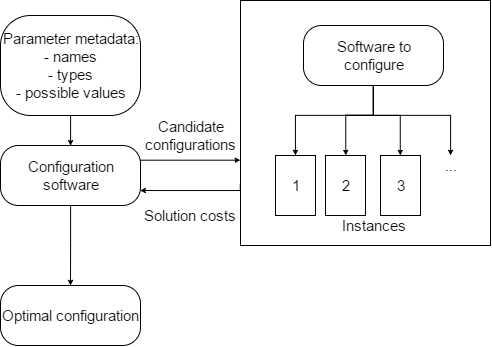 Parameter metadata:
- names
- types
- possible values
Software to
configure
Candidate
configurations
Configuration
software
1
2
3
...
Solution costs
Instances
Optimal configuration